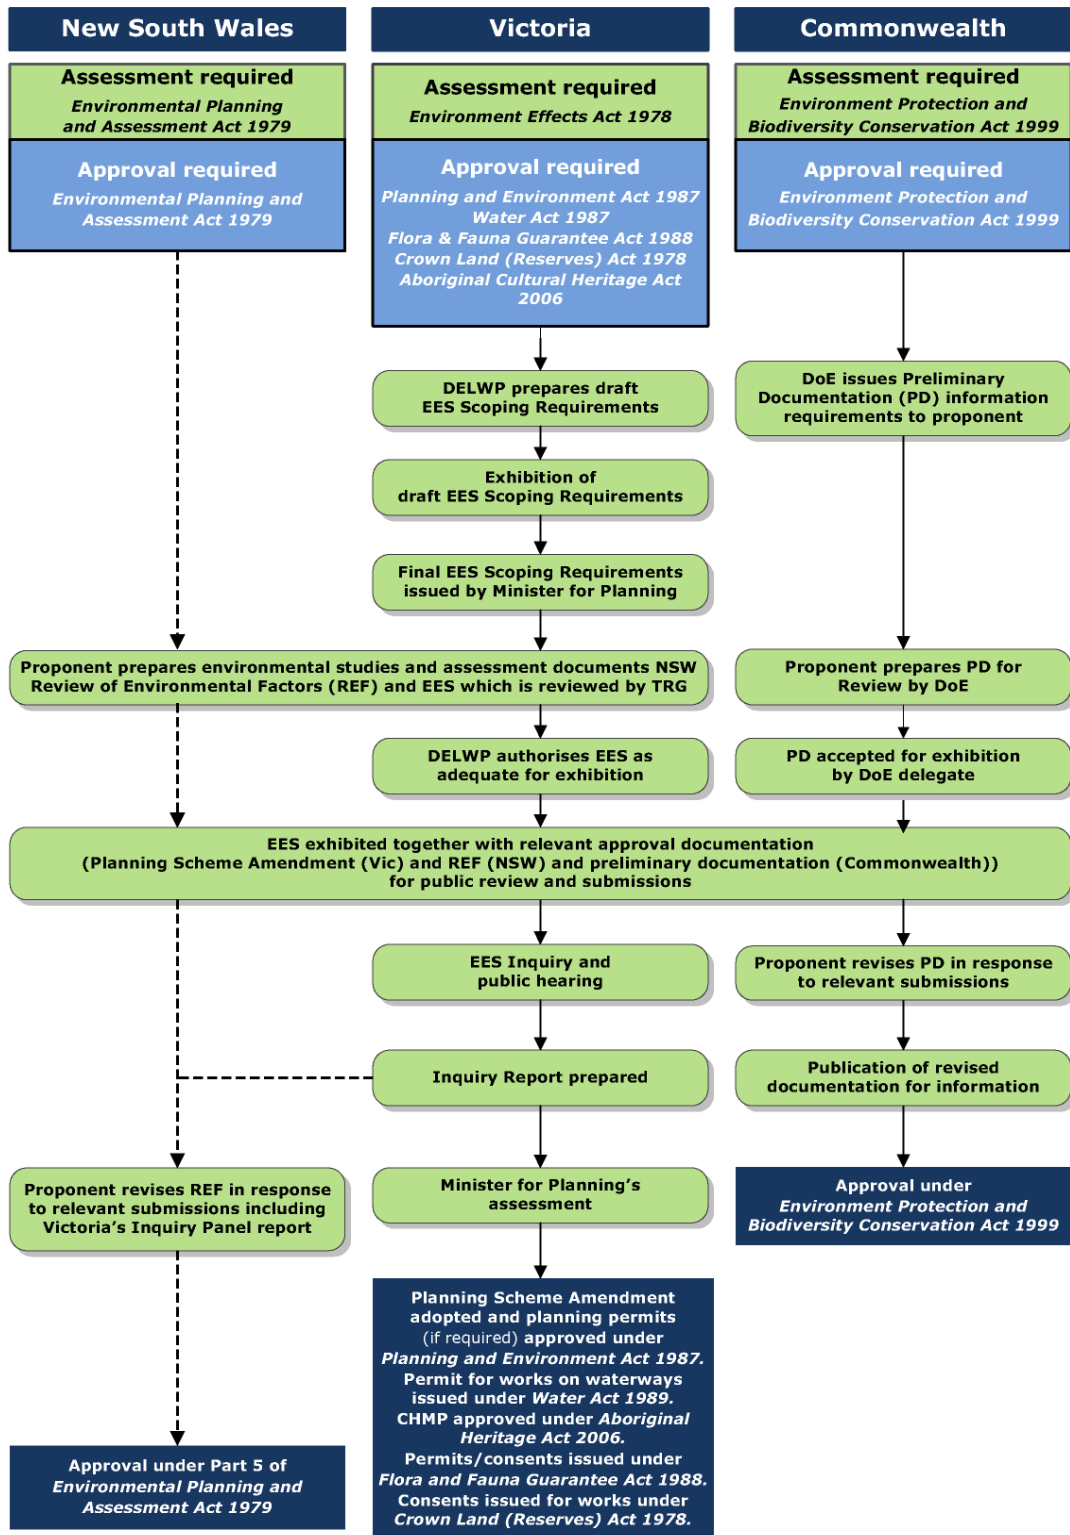 New South Wales
Assessment required
Environmental Planning
and Assessment Act 1979
Approval required
Environmental Planning and
Assessment Act 1979
Victoria
Assessment required
Environment Effects Act 1978
Approval required
Planning and Environment Act 1987
Water Act 1987
Flora & Fauna Guarantee Act 1988
Crown Land (Reserves) Act 1978
Aboriginal Cultural Heritage Act
2006
Commonwealth
Assessment required
Environment Protection and
Biodiversity Conservation Act 1999
Approval required
Environment Protection and
Biodiversity Conservation Act 1999
DELWP prepares draft
EES Scoping Requirements
DoE issues Preliminary
Documentation (PD) information
requirements to proponent
Exhibition of
draft EES Scoping Requirements
Final EES Scoping Requirements
issued by Minister for Planning
Proponent prepares environmental studies and assessment documents NSW
Review of Environmental Factors (REF) and EES which is reviewed by TRG
Proponent prepares PD for
Review by DoE
DELWP authorises EES as
adequate for exhibition
PD accepted for exhibition
by DoE delegate
EES exhibited together with relevant approval documentation
(Planning Scheme Amendment (Vic) and REF (NSW) and preliminary documentation (Commonwealth))
for public review and submissions
EES Inquiry and
public hearing
Proponent revises PD in response
to relevant submissions
Inquiry Report prepared
Publication of revised
documentation for information
Proponent revises REF in response
to relevant submissions including
Victoria's Inquiry Panel report
Minister for Planning's
assessment
Approval under
Environment Protection and
Biodiversity Conservation Act 1999
Approval under Part 5 of
Environmental Planning and
Assessment Act 1979
Planning Scheme Amendment
adopted and planning permits
(if required) approved under
Planning and Environment Act 1987.
Permit for works on waterways
issued under Water Act 1989.
CHMP approved under Aboriginal
Heritage Act 2006.
Permits/consents issued under
Flora and Fauna Guarantee Act 1988.
Consents issued for works under
Crown Land (Reserves) Act 1978.